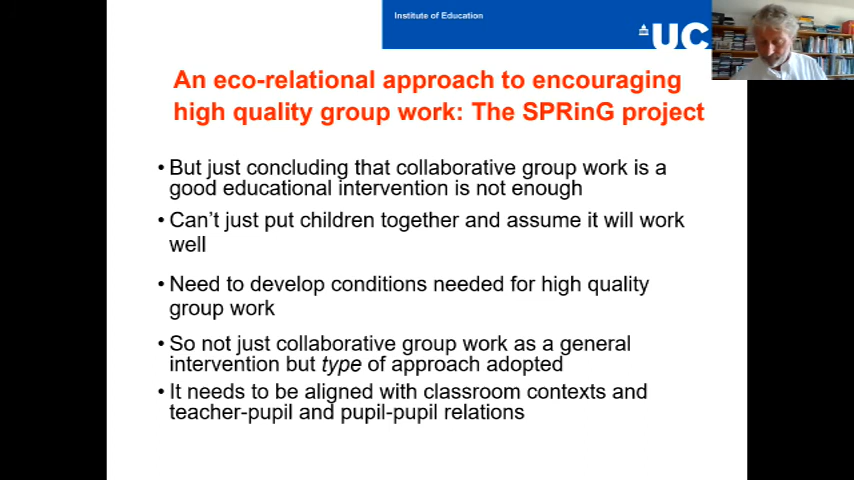 Institute of Education
UC
An eco-relational approach to encouraging
high quality group work: The SPRinG project
• But just concluding that collaborative group work is a
good educational intervention is not enough
• Can’t just put children together and assume it will work
well
• Need to develop conditions needed for high quality
group work
• So not just collaborative group work as a general
intervention but type of approach adopted
• It needs to be aligned with classroom contexts and
teacher-pupil and pupil-pupil relations